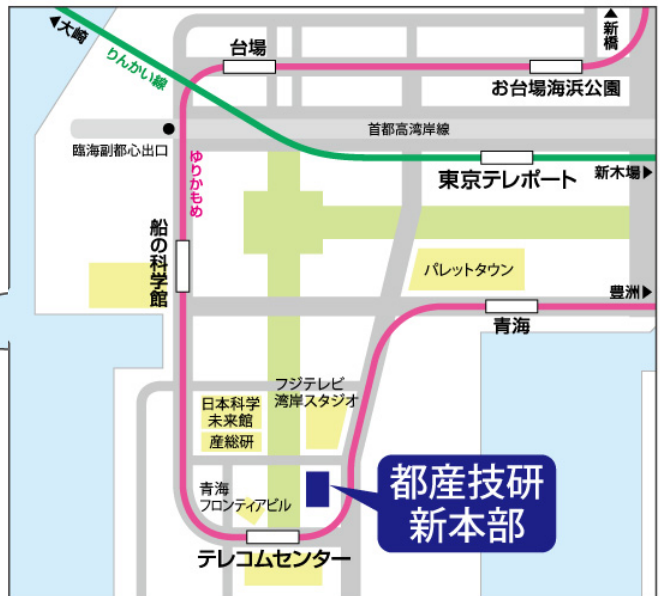 ◀大崎
りんかい線
台場
▲新橋
お台場海浜公園
臨海副都心出口
首都高湾岸線
ゆりかもめ
東京テレポート
新木場▶
船の科学館
パレットタウン
豊洲▶
青海
フジテレビ
湾岸スタジオ
日本科学
未来館
産総研
青海
フロンティアビル
都産技研
新本部
テレコムセンター